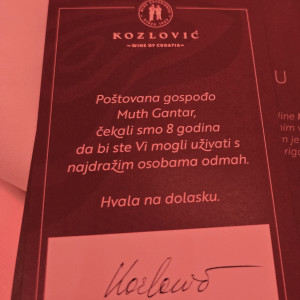 KOZLOVIĆ
WINE OF CROATIA
Poštovana gospođo
Muth Gantar,
čekali smo 8 godina
da bi ste Vi mogli uživati s
najdražim osobama odmah.
Hvala na dolasku.
Kozlović